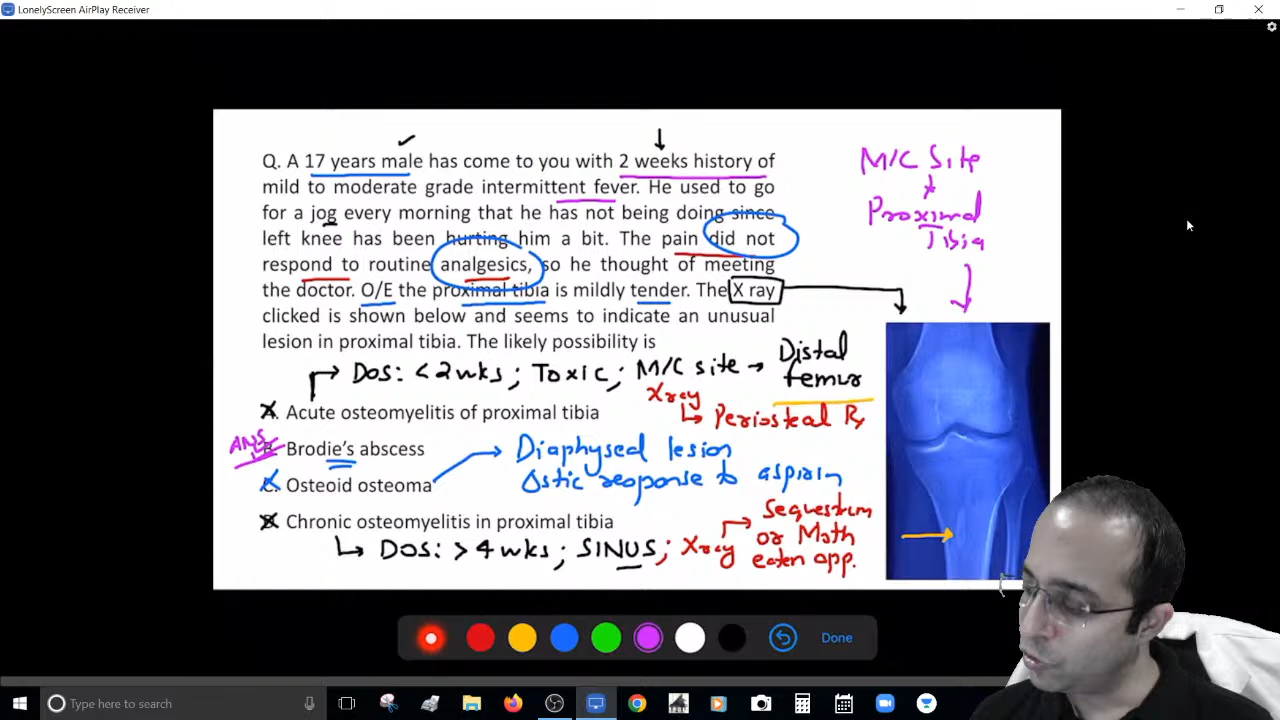 LonelyScreen AirPlay Receiver
Q. A 17 years male has come to you with 2 weeks history of
mild to moderate grade intermittent fever. He used to go
for a jog every morning that he has not being doing since
left knee has been hurting him a bit. The pain did not
respond to routine analgesics, so he thought of meeting
the doctor. O/E the proximal tibia is mildly tender. The X ray
clicked is shown below and seems to indicate an unusual
lesion in proximal tibia. The likely possibility is
M/C Site
Proximal
Tibia
DOS: <2wks; Toxic; M/C site → Distal
femur
A. Acute osteomyelitis of proximal tibia
Xray
Periosteal Rx
ANS B. Brodie's abscess
Diaphyseal lesion
C. Osteoid osteoma
response to aspirin
D. Chronic osteomyelitis in proximal tibia
DOS: >4wks; SINUS; Xray
Sequestrum
or Moth
eaten app.
Done
Type here to search